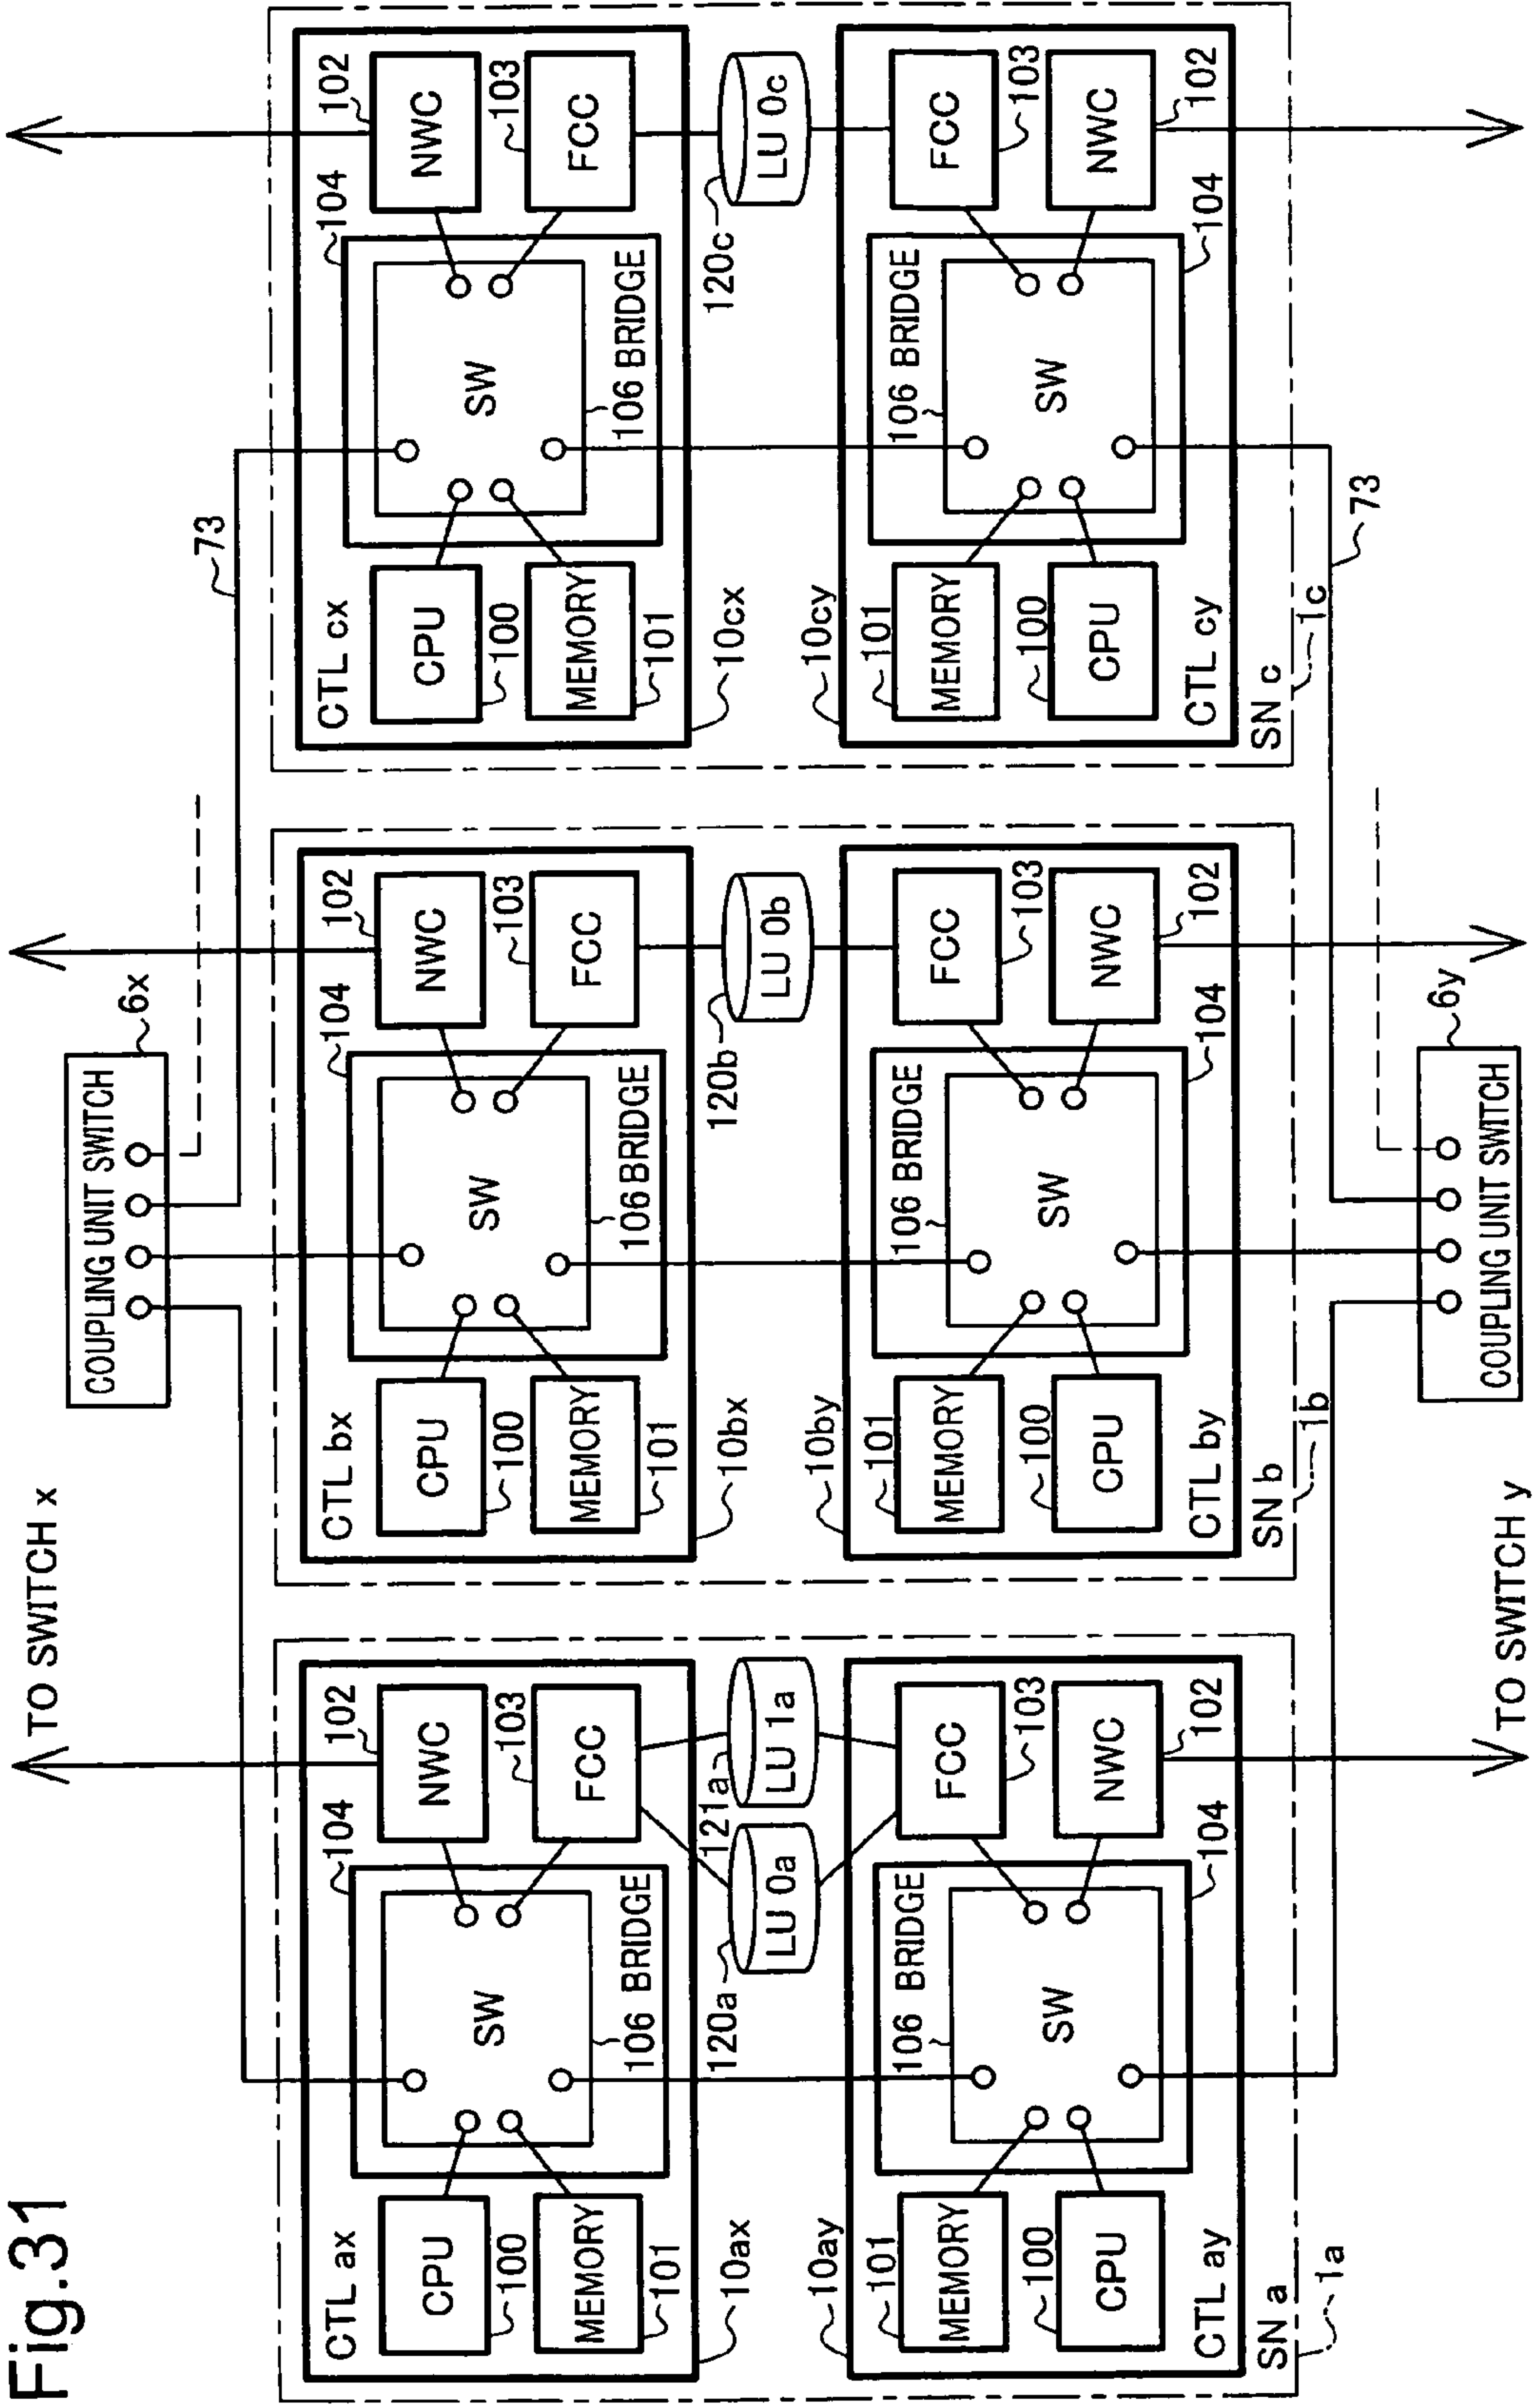 Fig.31
TO SWITCH x
COUPLING UNIT SWITCH
6x
73
CTL ax
CPU
100
MEMORY
101
104
SW
106 BRIDGE
102
NWC
103
FCC
10ax
CTL bx
CPU
100
MEMORY
101
104
SW
106 BRIDGE
102
NWC
103
FCC
10bx
CTL cx
CPU
100
MEMORY
101
104
SW
106 BRIDGE
102
NWC
103
FCC
10cx
120a
LU 0a
121a
LU 1a
120b
LU 0b
120c
LU 0c
10ay
101
MEMORY
100
CPU
106 BRIDGE
SW
104
FCC
103
NWC
102
CTL ay
SN a
1a
10by
101
MEMORY
100
CPU
106 BRIDGE
SW
104
FCC
103
NWC
102
CTL by
SN b
1b
10cy
101
MEMORY
100
CPU
106 BRIDGE
SW
104
FCC
103
NWC
102
CTL cy
SN c
1c
73
6y
COUPLING UNIT SWITCH
TO SWITCH y